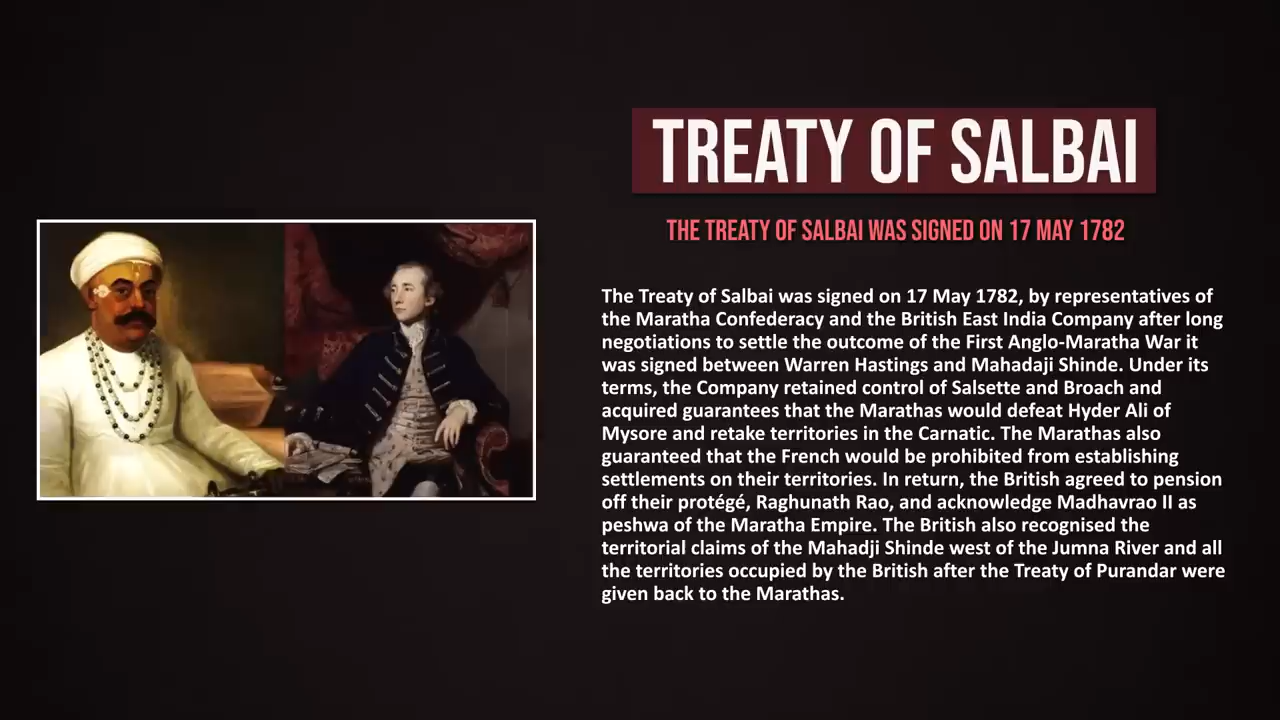 TREATY OF SALBAI
THE TREATY OF SALBAI WAS SIGNED ON 17 MAY 1782
The Treaty of Salbai was signed on 17 May 1782, by representatives of
the Maratha Confederacy and the British East India Company after long
negotiations to settle the outcome of the First Anglo-Maratha War it
was signed between Warren Hastings and Mahadaji Shinde. Under its
terms, the Company retained control of Salsette and Broach and
acquired guarantees that the Marathas would defeat Hyder Ali of
Mysore and retake territories in the Carnatic. The Marathas also
guaranteed that the French would be prohibited from establishing
settlements on their territories. In return, the British agreed to pension
off their protégé, Raghunath Rao, and acknowledge Madhavrao II as
peshwa of the Maratha Empire. The British also recognised the
territorial claims of the Mahadji Shinde west of the Jumna River and all
the territories occupied by the British after the Treaty of Purandar were
given back to the Marathas.